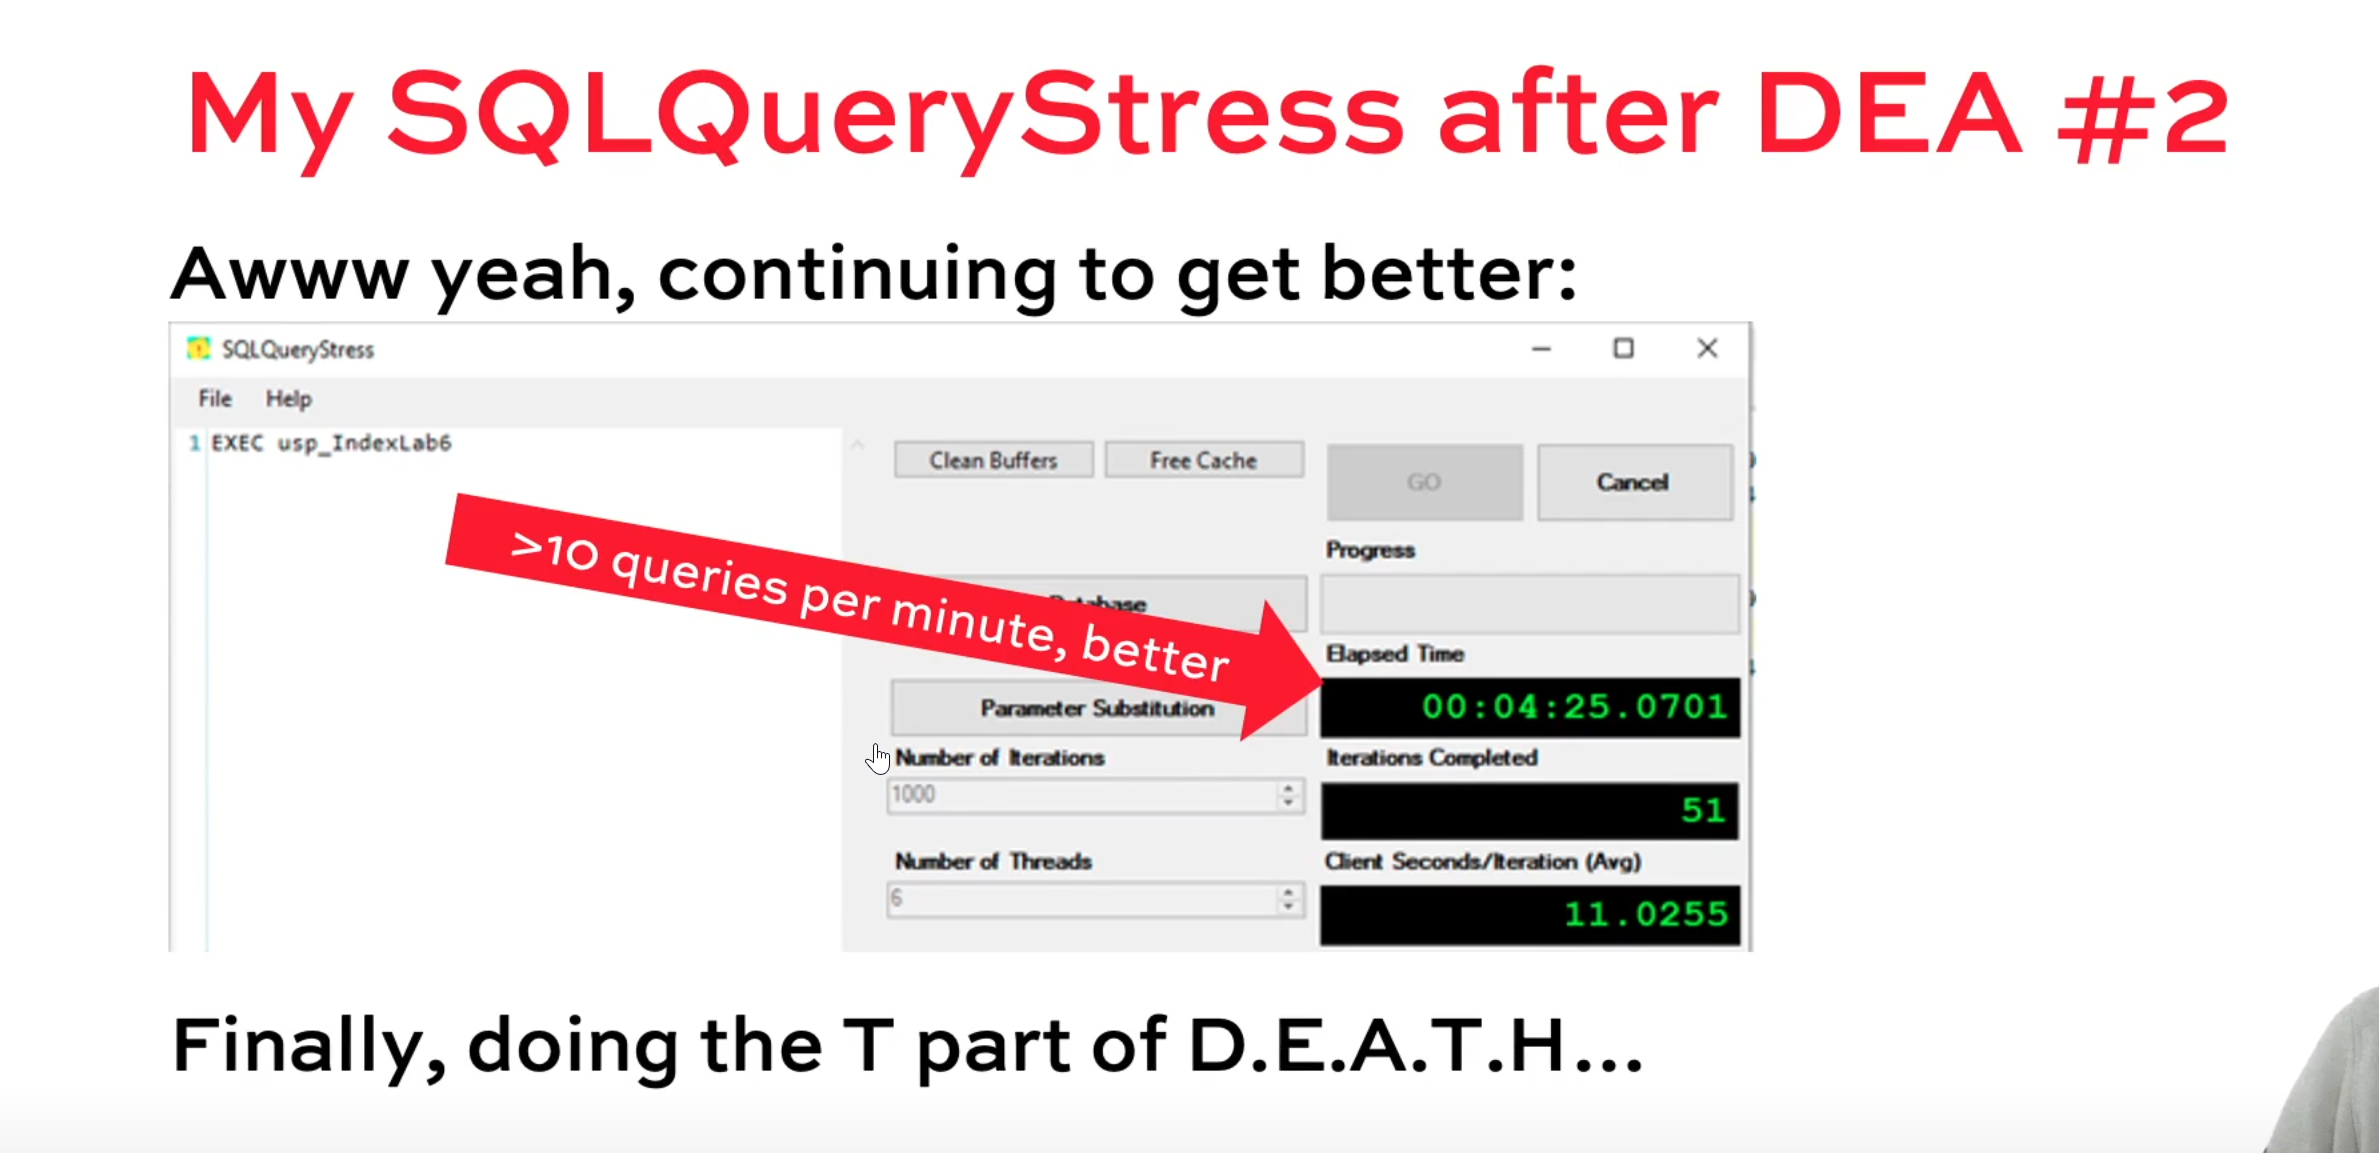 My SQLQueryStress after DEA #2
Awww yeah, continuing to get better:
SQLQueryStress
File Help
1 EXEC usp_IndexLab6
Clean Buffers
Free Cache
GO
Cancel
>10 queries per minute, better
Progress
Elapsed Time
00:04:25.0701
Parameter Substitution
Number of Iterations
1000
Iterations Completed
51
Number of Threads
6
Client Seconds/Iteration (Avg)
11.0255
Finally, doing the T part of D.E.A.T.H...